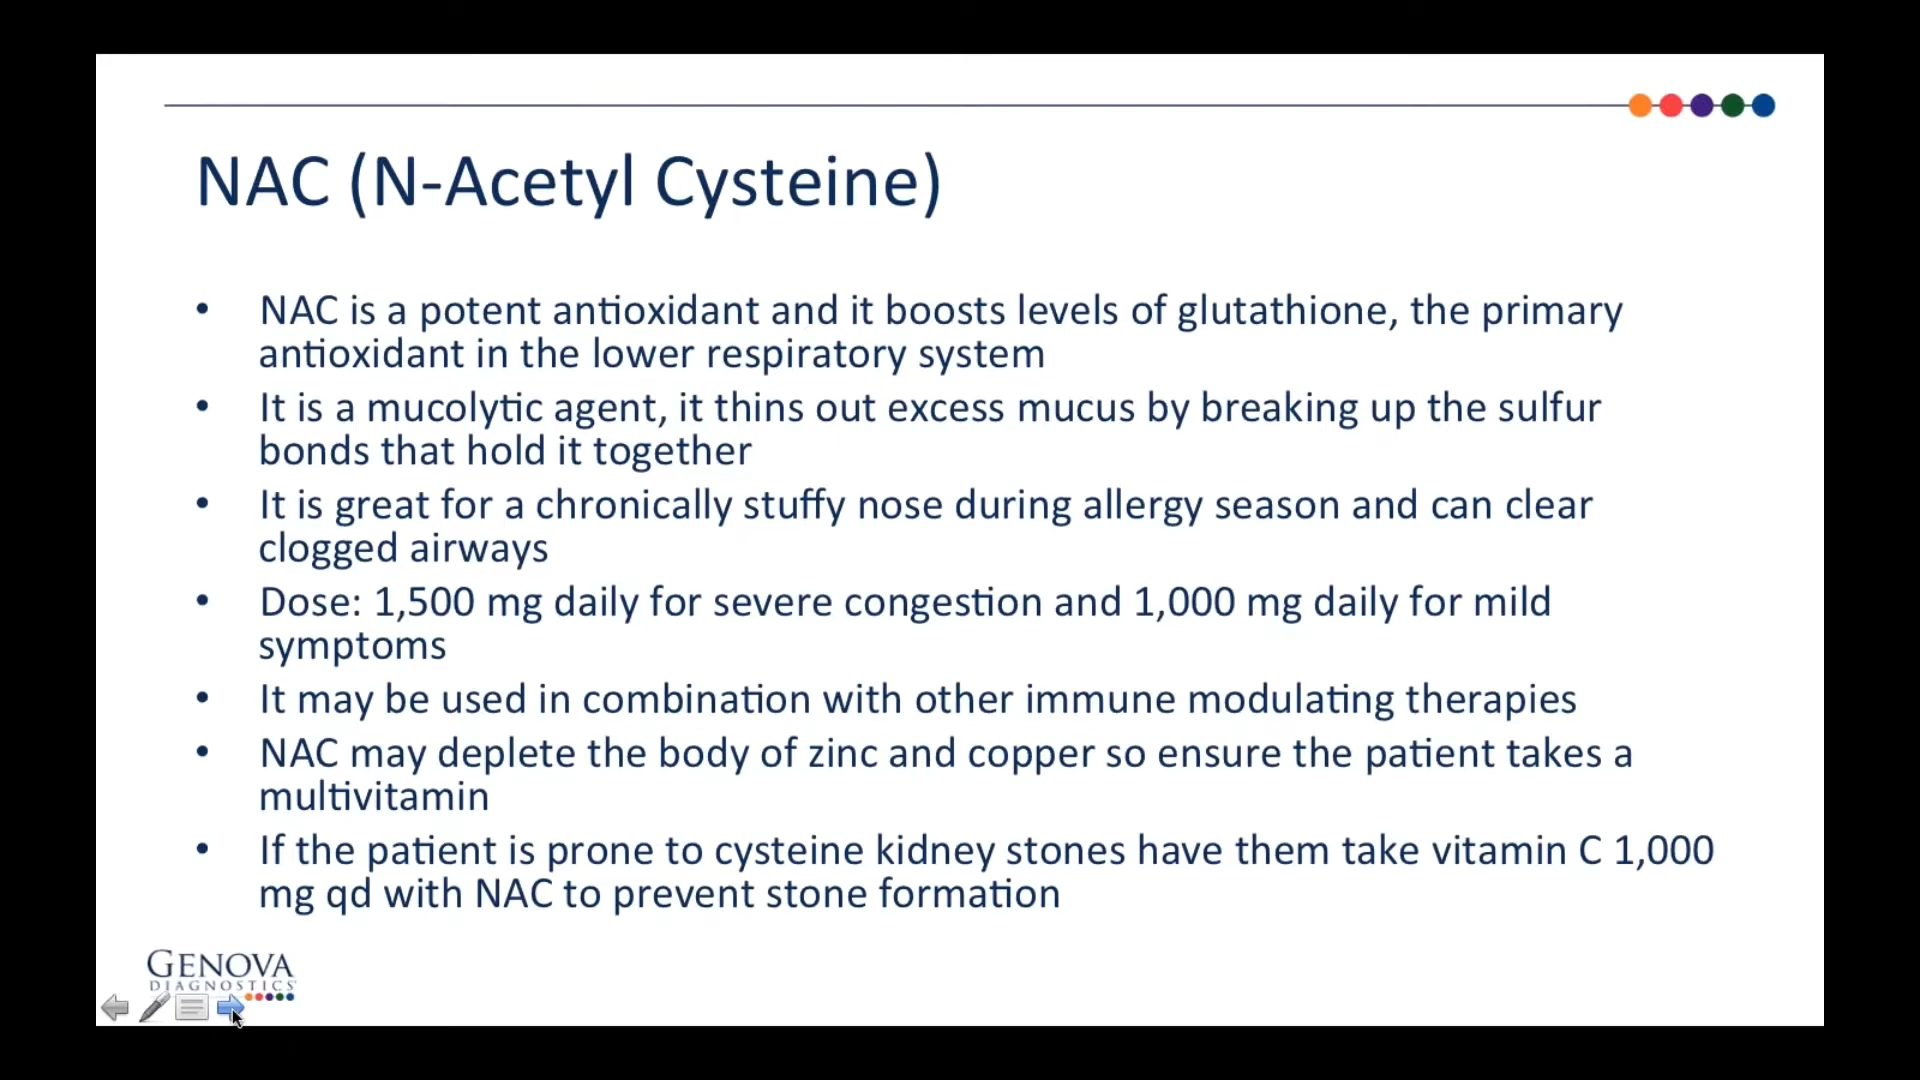 NAC (N-Acetyl Cysteine)
• NAC is a potent antioxidant and it boosts levels of glutathione, the primary
antioxidant in the lower respiratory system
• It is a mucolytic agent, it thins out excess mucus by breaking up the sulfur
bonds that hold it together
• It is great for a chronically stuffy nose during allergy season and can clear
clogged airways
• Dose: 1,500 mg daily for severe congestion and 1,000 mg daily for mild
symptoms
• It may be used in combination with other immune modulating therapies
• NAC may deplete the body of zinc and copper so ensure the patient takes a
multivitamin
• If the patient is prone to cysteine kidney stones have them take vitamin C 1,000
mg qd with NAC to prevent stone formation
GENOVA
DIAGNOSTICS